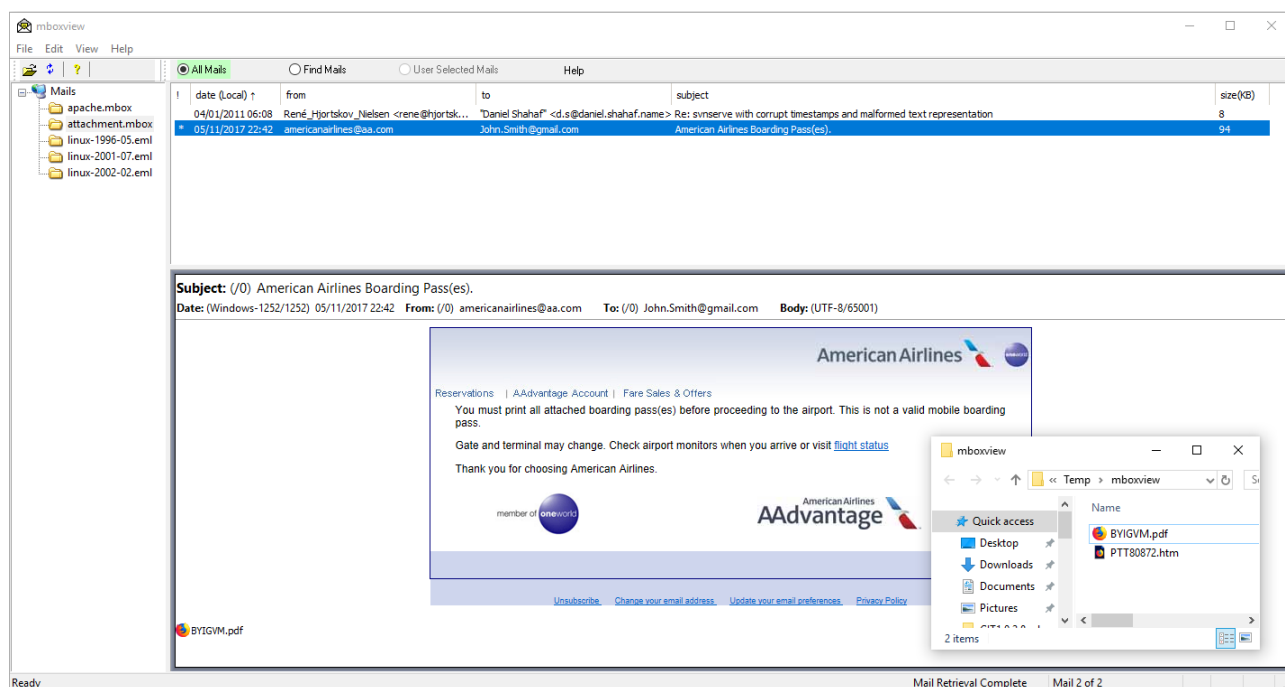 mboxview
File Edit View Help
All Mails Find Mails User Selected Mails Help
Mails
apache.mbox
attachment.mbox
linux-1996-05.eml
linux-2001-07.eml
linux-2002-02.eml
! date (Local) ↑ from to subject size(KB)
04/01/2011 06:08 René_Hjortskov_Nielsen <rene@hjortsk... "Daniel Shahaf" <d.s@daniel.shahaf.name> Re: svnserve with corrupt timestamps and malformed text representation 8
* 05/11/2017 22:42 americanairlines@aa.com John.Smith@gmail.com American Airlines Boarding Pass(es). 94
Subject: (/0) American Airlines Boarding Pass(es).
Date: (Windows-1252/1252) 05/11/2017 22:42 From: (/0) americanairlines@aa.com To: (/0) John.Smith@gmail.com Body: (UTF-8/65001)
American Airlines oneworld
Reservations | AAdvantage Account | Fare Sales & Offers
You must print all attached boarding pass(es) before proceeding to the airport. This is not a valid mobile boarding
pass.
Gate and terminal may change. Check airport monitors when you arrive or visit flight status
Thank you for choosing American Airlines.
member of oneworld
American Airlines
AAdvantage
Unsubscribe Change your email address Update your email preferences Privacy Policy
BYIGVM.pdf
mboxview
« Temp › mboxview
Quick access
Desktop
Downloads
Documents
Pictures
Name
BYIGVM.pdf
PTT80872.htm
2 items
Ready Mail Retrieval Complete Mail 2 of 2